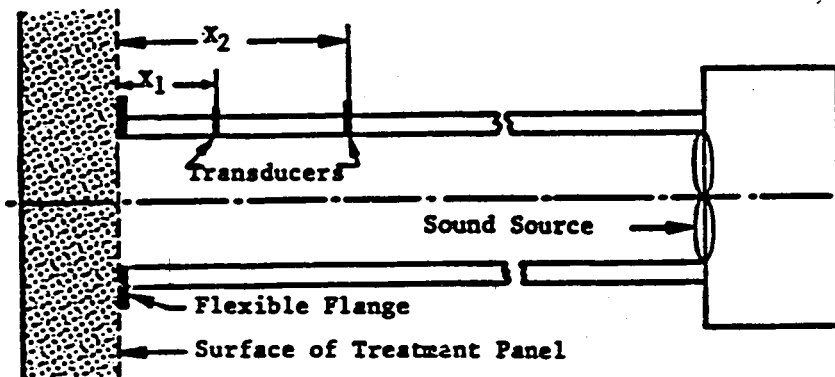 X2
X1
Transducers
Sound Source
Flexible Flange
Surface of Treatment Panel